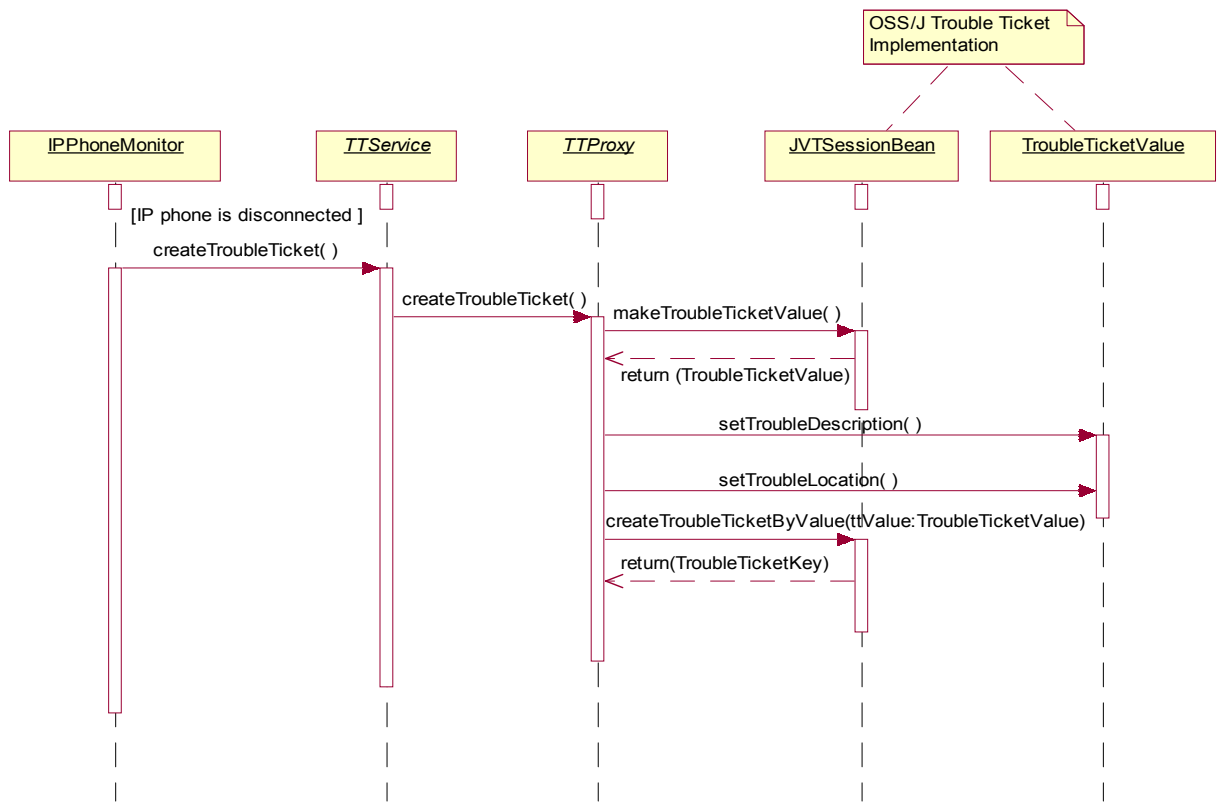 OSS/J Trouble Ticket
Implementation
IPPhoneMonitor
TTService
TTProxy
JVTSessionBean
TroubleTicketValue
[IP phone is disconnected ]
createTroubleTicket( )
createTroubleTicket( )
makeTroubleTicketValue( )
return (TroubleTicketValue)
setTroubleDescription( )
setTroubleLocation( )
createTroubleTicketByValue(ttValue:TroubleTicketValue)
return(TroubleTicketKey)